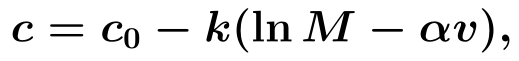 c = c₀ − k(ln M − αv),